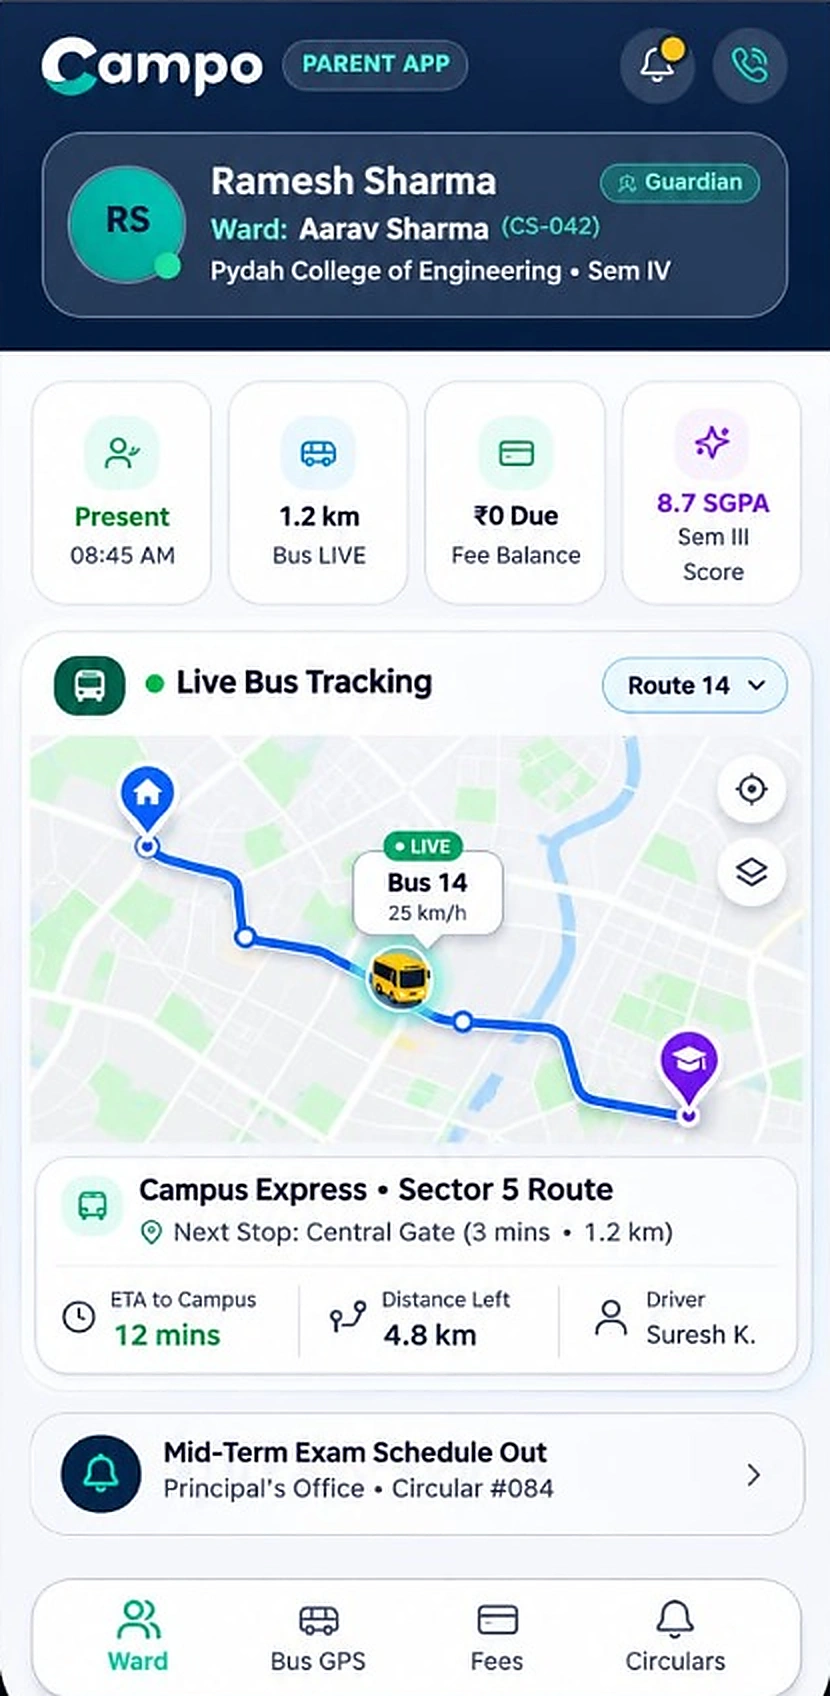 Campo
PARENT APP
RS
Ramesh Sharma
Guardian
Ward: Aarav Sharma (CS-042)
Pydah College of Engineering • Sem IV
Present
08:45 AM
1.2 km
Bus LIVE
₹0 Due
Fee Balance
8.7 SGPA
Sem III
Score
Live Bus Tracking
Route 14
• LIVE
Bus 14
25 km/h
Campus Express • Sector 5 Route
Next Stop: Central Gate (3 mins • 1.2 km)
ETA to Campus
12 mins
Distance Left
4.8 km
Driver
Suresh K.
Mid-Term Exam Schedule Out
Principal's Office • Circular #084
Ward
Bus GPS
Fees
Circulars